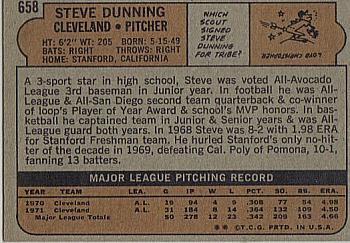 658
STEVE DUNNING
CLEVELAND • PITCHER
HT: 6'2" WT: 205 BORN: 5-15-49
BATS: RIGHT THROWS: RIGHT
HOME: STANFORD, CALIFORNIA
WHICH
SCOUT
SIGNED
STEVE
DUNNING
FOR TRIBE?
A 3-sport star in high school, Steve was voted All-Avocado
League 3rd baseman in Junior year. In football he was All-
League & All-San Diego second team quarterback & co-winner
of loop's Player of Year Award & school's MVP honors. In bas-
ketball he captained team in Junior & Senior years & was All-
League guard both years. In 1968 Steve was 8-2 with 1.98 ERA
for Stanford Freshman team. He hurled Stanford's only no-hit-
ter of the decade in 1969, defeating Cal. Poly of Pomona, 10-1,
fanning 13 batters.
MAJOR LEAGUE PITCHING RECORD
YEAR TEAM LEA. G IP W L PCT. R SO BB ERA
1970 Cleveland A.L. 19 94 4 9 .308 77 54 4.98
1971 Cleveland A.L. 31 184 8 14 .364 132 109 4.50
Major League Totals 50 278 12 23 .342 209 163 4.66
© T.C.G. PRTD. IN U.S.A.